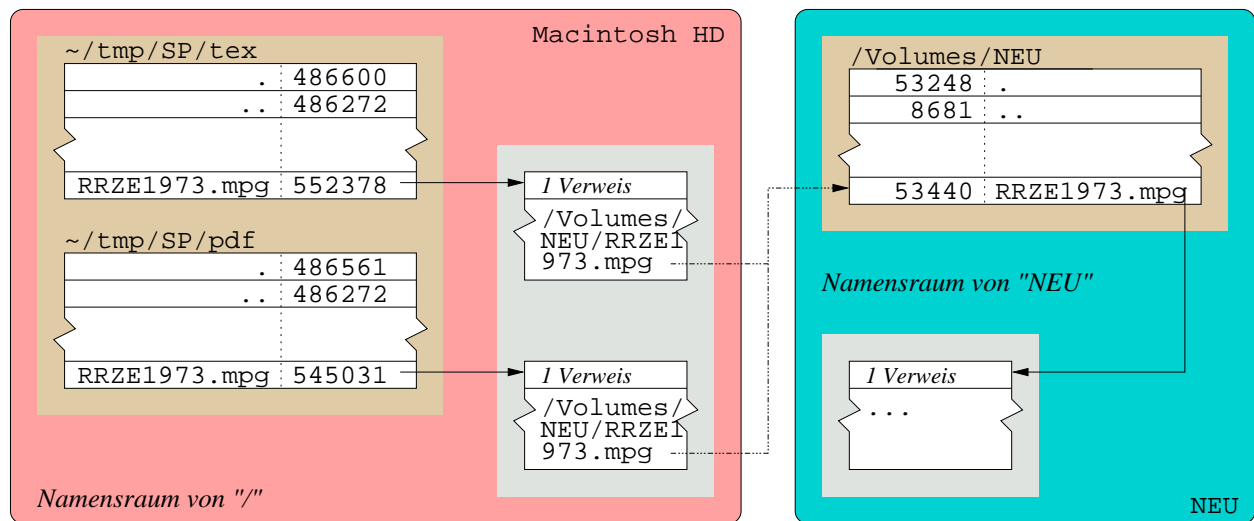 Macintosh HD
~/tmp/SP/tex
. 486600
.. 486272
RRZE1973.mpg 552378
~/tmp/SP/pdf
. 486561
.. 486272
RRZE1973.mpg 545031
1 Verweis
/Volumes/
NEU/RRZE1
973.mpg
1 Verweis
/Volumes/
NEU/RRZE1
973.mpg
Namensraum von "/"
/Volumes/NEU
53248 .
8681 ..
53440 RRZE1973.mpg
Namensraum von "NEU"
1 Verweis
...
NEU